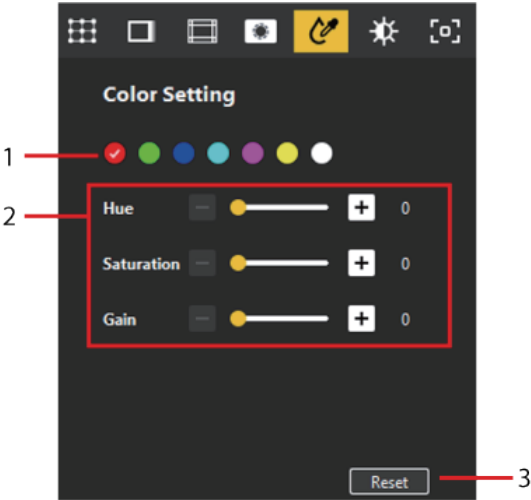 Color Setting
1
2
Hue 0
Saturation 0
Gain 0
Reset
3